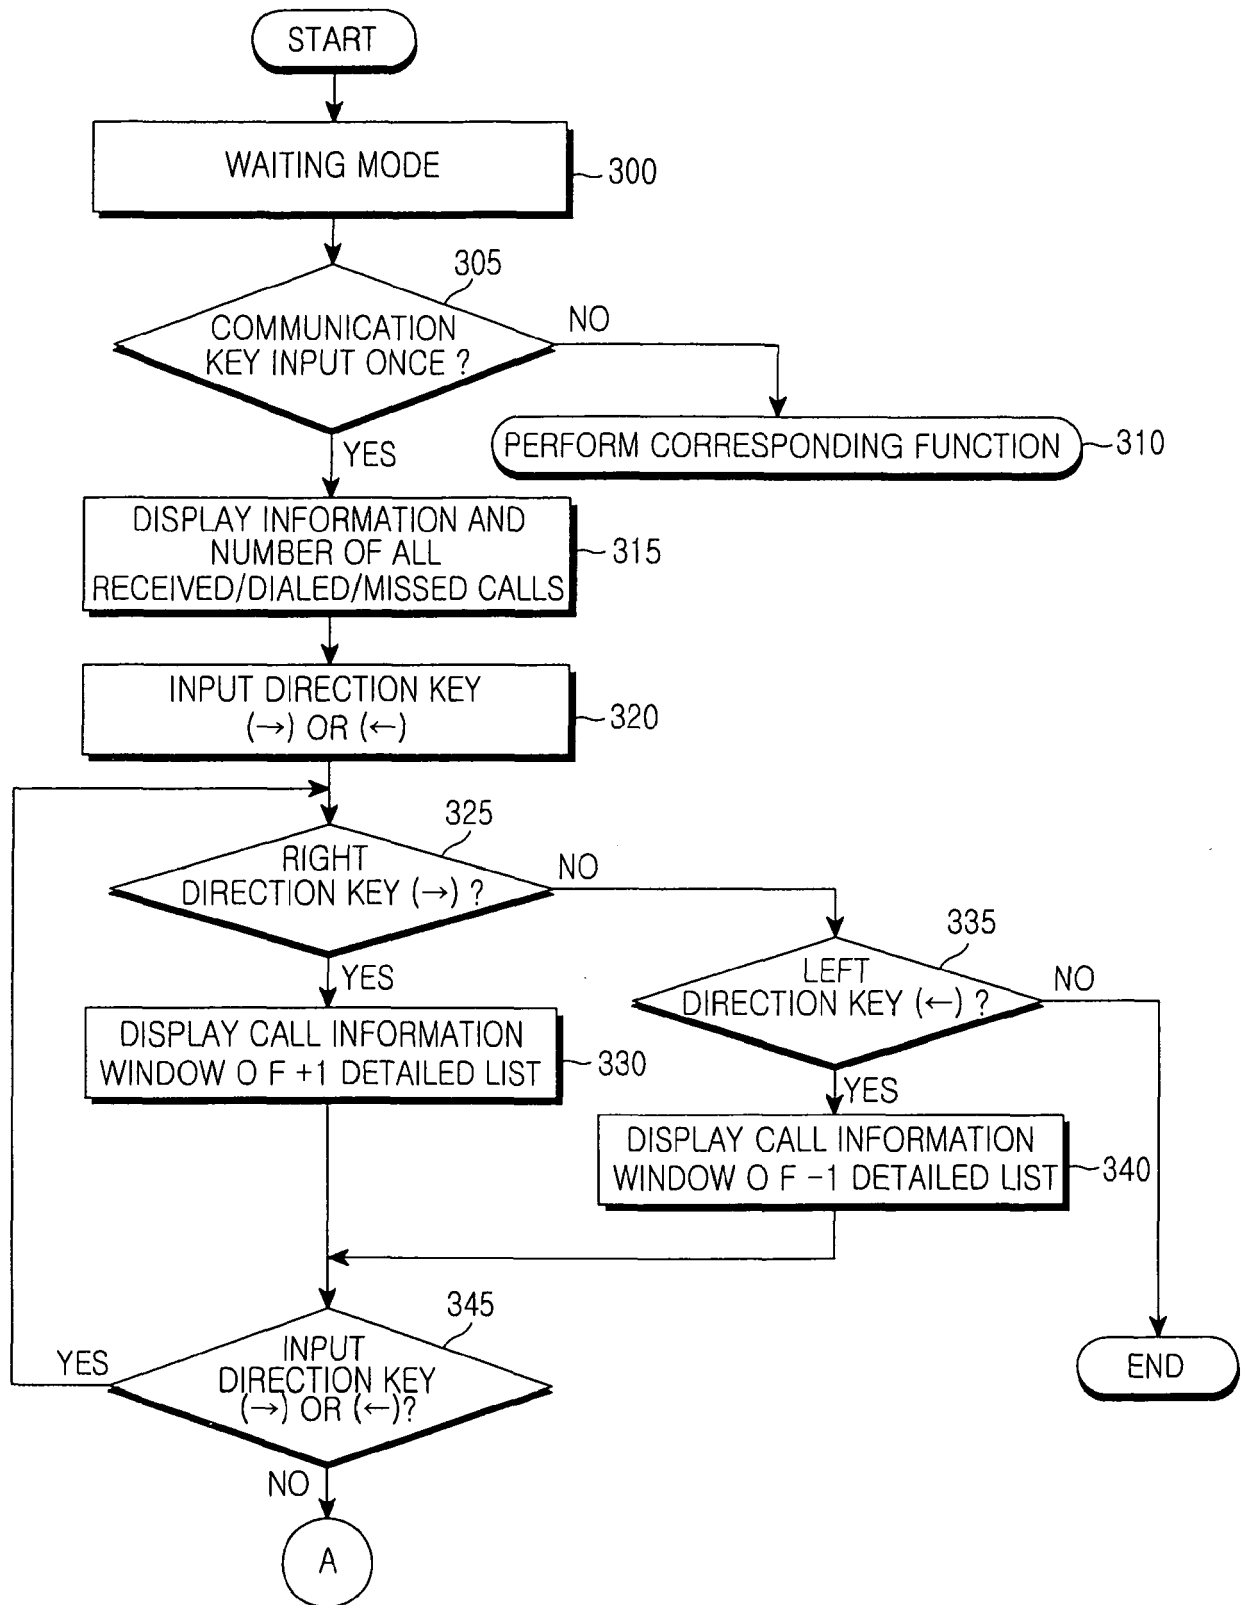 START
WAITING MODE
300
305
COMMUNICATION
KEY INPUT ONCE ?
NO
YES
PERFORM CORRESPONDING FUNCTION
310
DISPLAY INFORMATION AND
NUMBER OF ALL
RECEIVED/DIALED/MISSED CALLS
315
INPUT DIRECTION KEY
(→) OR (←)
320
325
RIGHT
DIRECTION KEY (→) ?
NO
YES
335
LEFT
DIRECTION KEY (←) ?
NO
YES
DISPLAY CALL INFORMATION
WINDOW O F +1 DETAILED LIST
330
DISPLAY CALL INFORMATION
WINDOW O F -1 DETAILED LIST
340
345
INPUT
DIRECTION KEY
(→) OR (←)?
YES
NO
END
A